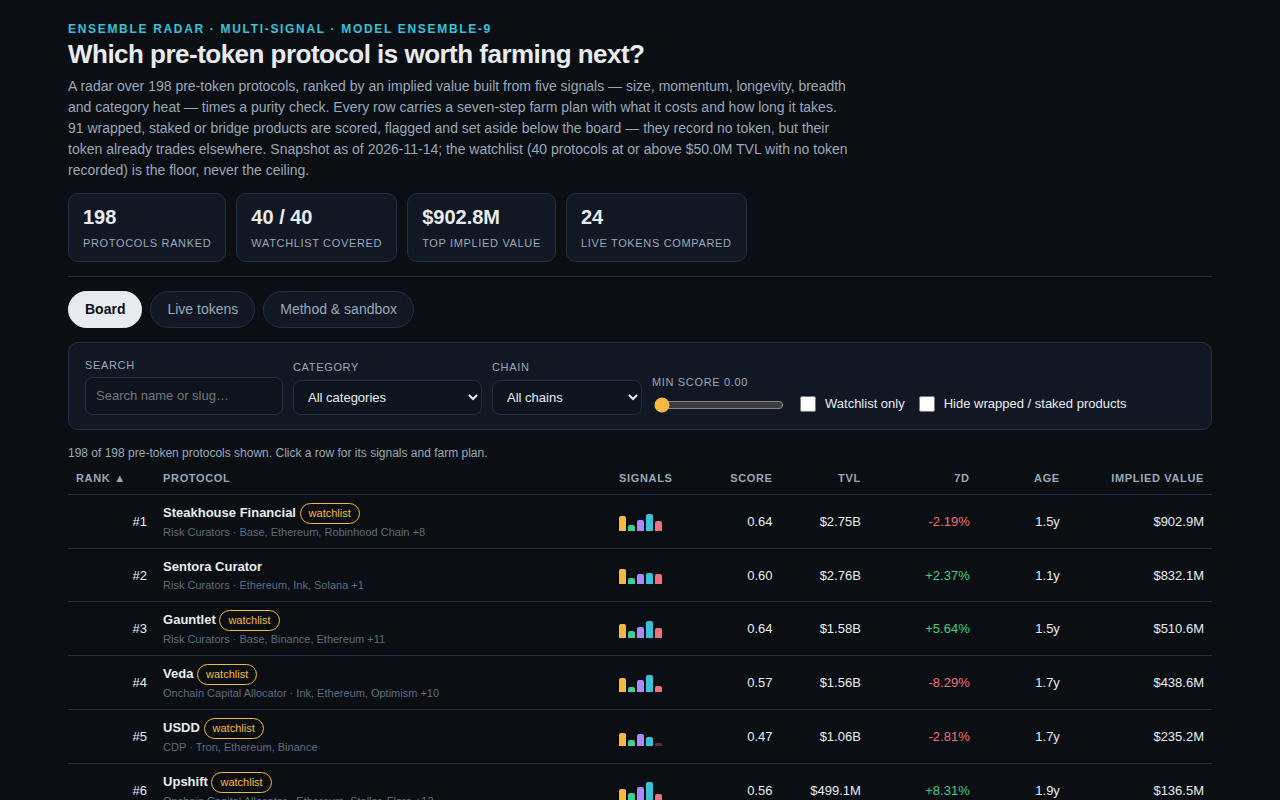 ENSEMBLE RADAR · MULTI-SIGNAL · MODEL ENSEMBLE-9
Which pre-token protocol is worth farming next?
A radar over 198 pre-token protocols, ranked by an implied value built from five signals — size, momentum, longevity, breadth
and category heat — times a purity check. Every row carries a seven-step farm plan with what it costs and how long it takes.
91 wrapped, staked or bridge products are scored, flagged and set aside below the board — they record no token, but their
token already trades elsewhere. Snapshot as of 2026-11-14; the watchlist (40 protocols at or above $50.0M TVL with no token
recorded) is the floor, never the ceiling.
198 40 / 40 $902.8M 24
PROTOCOLS RANKED WATCHLIST COVERED TOP IMPLIED VALUE LIVE TOKENS COMPARED
Board Live tokens Method & sandbox
SEARCH CATEGORY CHAIN MIN SCORE 0.00
Search name or slug… All categories All chains Watchlist only Hide wrapped / staked products
198 of 198 pre-token protocols shown. Click a row for its signals and farm plan.
RANK ▲ PROTOCOL SIGNALS SCORE TVL 7D AGE IMPLIED VALUE
#1 Steakhouse Financial watchlist 0.64 $2.75B -2.19% 1.5y $902.9M
Risk Curators · Base, Ethereum, Robinhood Chain +8
#2 Sentora Curator 0.60 $2.76B +2.37% 1.1y $832.1M
Risk Curators · Ethereum, Ink, Solana +1
#3 Gauntlet watchlist 0.64 $1.58B +5.64% 1.5y $510.6M
Risk Curators · Base, Binance, Ethereum +11
#4 Veda watchlist 0.57 $1.56B -8.29% 1.7y $438.6M
Onchain Capital Allocator · Ink, Ethereum, Optimism +10
#5 USDD watchlist 0.47 $1.06B -2.81% 1.7y $235.2M
CDP · Tron, Ethereum, Binance
#6 Upshift watchlist 0.56 $499.1M +8.31% 1.9y $136.5M
Onchain Capital Allocator · Ethereum, Stellar, Flare +12